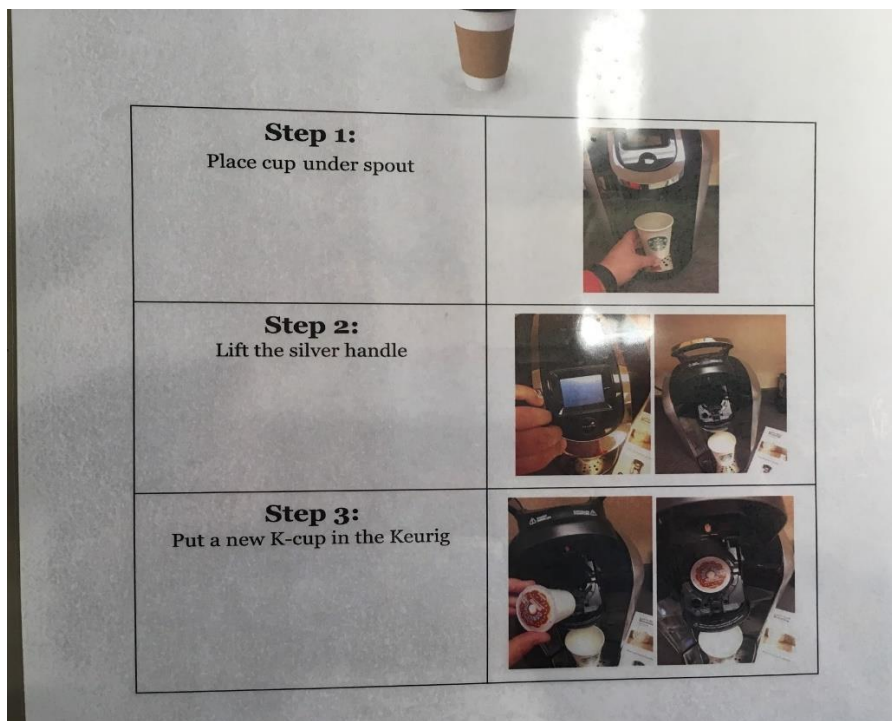 Step 1:
Place cup under spout
Step 2:
Lift the silver handle
Step 3:
Put a new K-cup in the Keurig